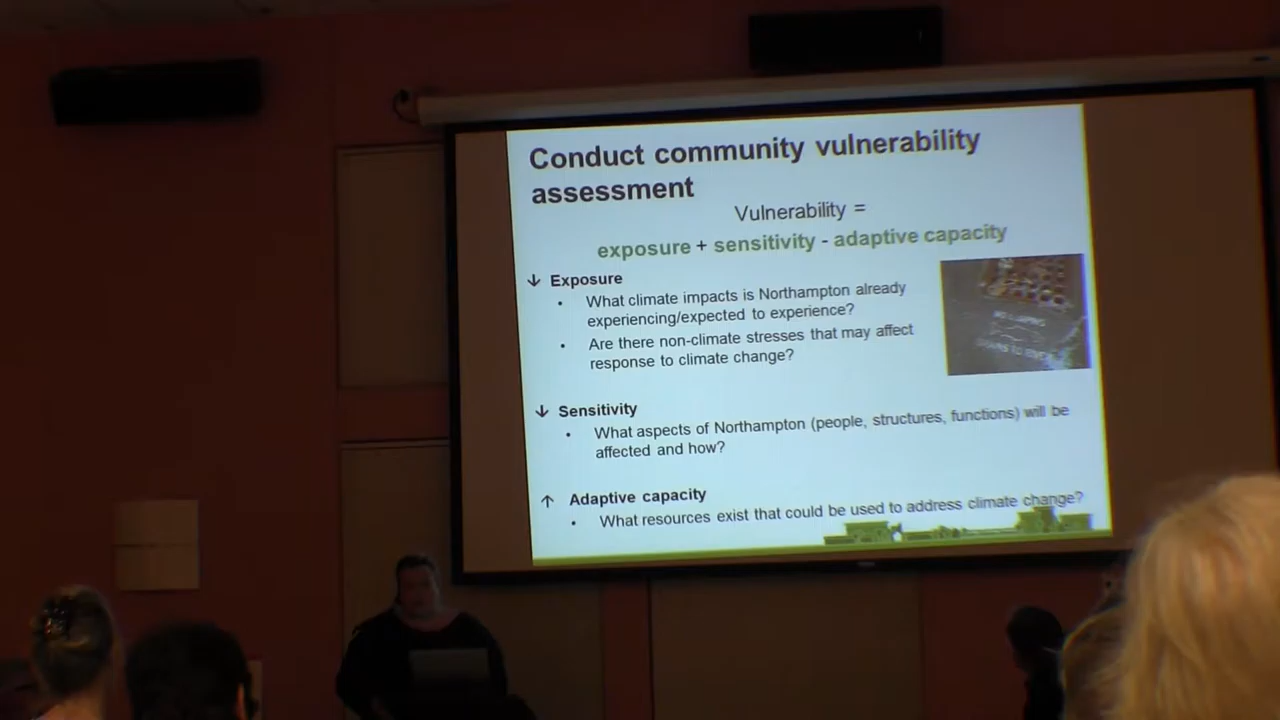 Conduct community vulnerability
assessment
Vulnerability =
exposure + sensitivity - adaptive capacity
↓ Exposure
• What climate impacts is Northampton already
experiencing/expected to experience?
• Are there non-climate stresses that may affect
response to climate change?
↓ Sensitivity
• What aspects of Northampton (people, structures, functions) will be
affected and how?
↑ Adaptive capacity
• What resources exist that could be used to address climate change?